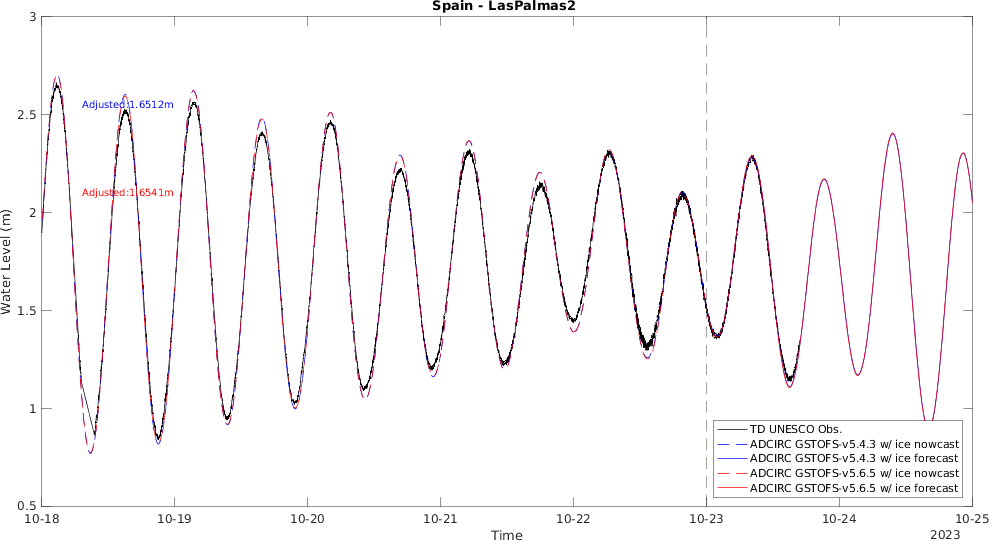 Spain - LasPalmas2
3
2.5
2
1.5
1
0.5
Water Level (m)
Adjusted:1.6512m
Adjusted:1.6541m
TD UNESCO Obs.
ADCIRC GSTOFS-v5.4.3 w/ ice nowcast
ADCIRC GSTOFS-v5.4.3 w/ ice forecast
ADCIRC GSTOFS-v5.6.5 w/ ice nowcast
ADCIRC GSTOFS-v5.6.5 w/ ice forecast
10-18 10-19 10-20 10-21 10-22 10-23 10-24 10-25
Time
2023